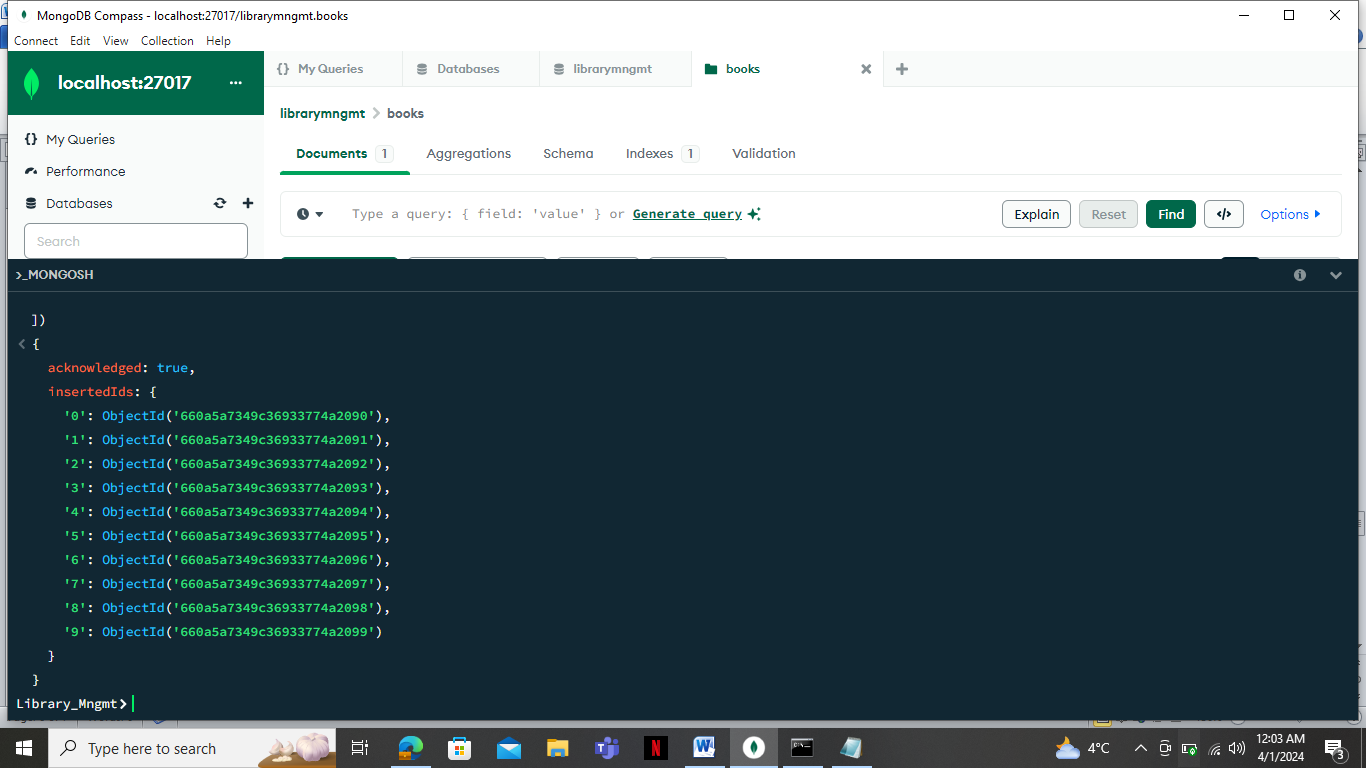 MongoDB Compass - localhost:27017/librarymngmt.books
Connect Edit View Collection Help
localhost:27017 ...
{} My Queries
Databases
librarymngmt
books
My Queries
Performance
Databases
Search
librarymngmt > books
Documents 1 Aggregations Schema Indexes 1 Validation
Type a query: { field: 'value' } or Generate query
Explain Reset Find </> Options
>_MONGOSH
])
< {
acknowledged: true,
insertedIds: {
'0': ObjectId('660a5a7349c36933774a2090'),
'1': ObjectId('660a5a7349c36933774a2091'),
'2': ObjectId('660a5a7349c36933774a2092'),
'3': ObjectId('660a5a7349c36933774a2093'),
'4': ObjectId('660a5a7349c36933774a2094'),
'5': ObjectId('660a5a7349c36933774a2095'),
'6': ObjectId('660a5a7349c36933774a2096'),
'7': ObjectId('660a5a7349c36933774a2097'),
'8': ObjectId('660a5a7349c36933774a2098'),
'9': ObjectId('660a5a7349c36933774a2099')
}
}
Library_Mngmt>
Type here to search
4°C
12:03 AM
4/1/2024
3